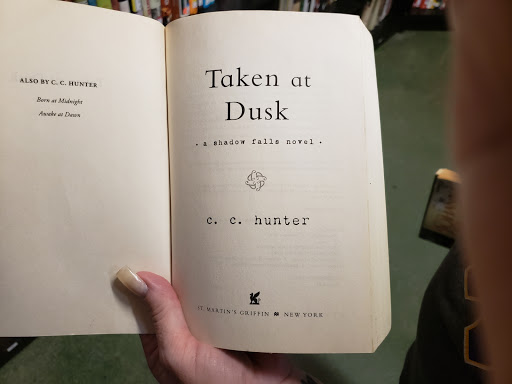 ALSO BY C. C. HUNTER
Born at Midnight
Awake at Dawn
Taken at
Dusk
· a shadow falls novel ·
c. c. hunter
ST. MARTIN'S GRIFFIN NEW YORK